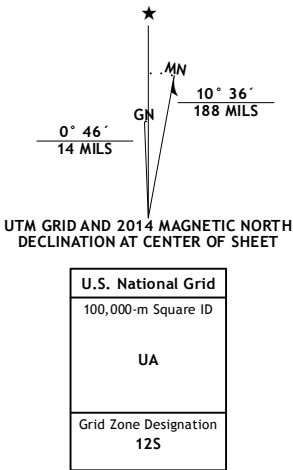 ★
MN
GN
10° 36´
188 MILS
0° 46´
14 MILS
UTM GRID AND 2014 MAGNETIC NORTH
DECLINATION AT CENTER OF SHEET
U.S. National Grid
100,000-m Square ID
UA
Grid Zone Designation
12S